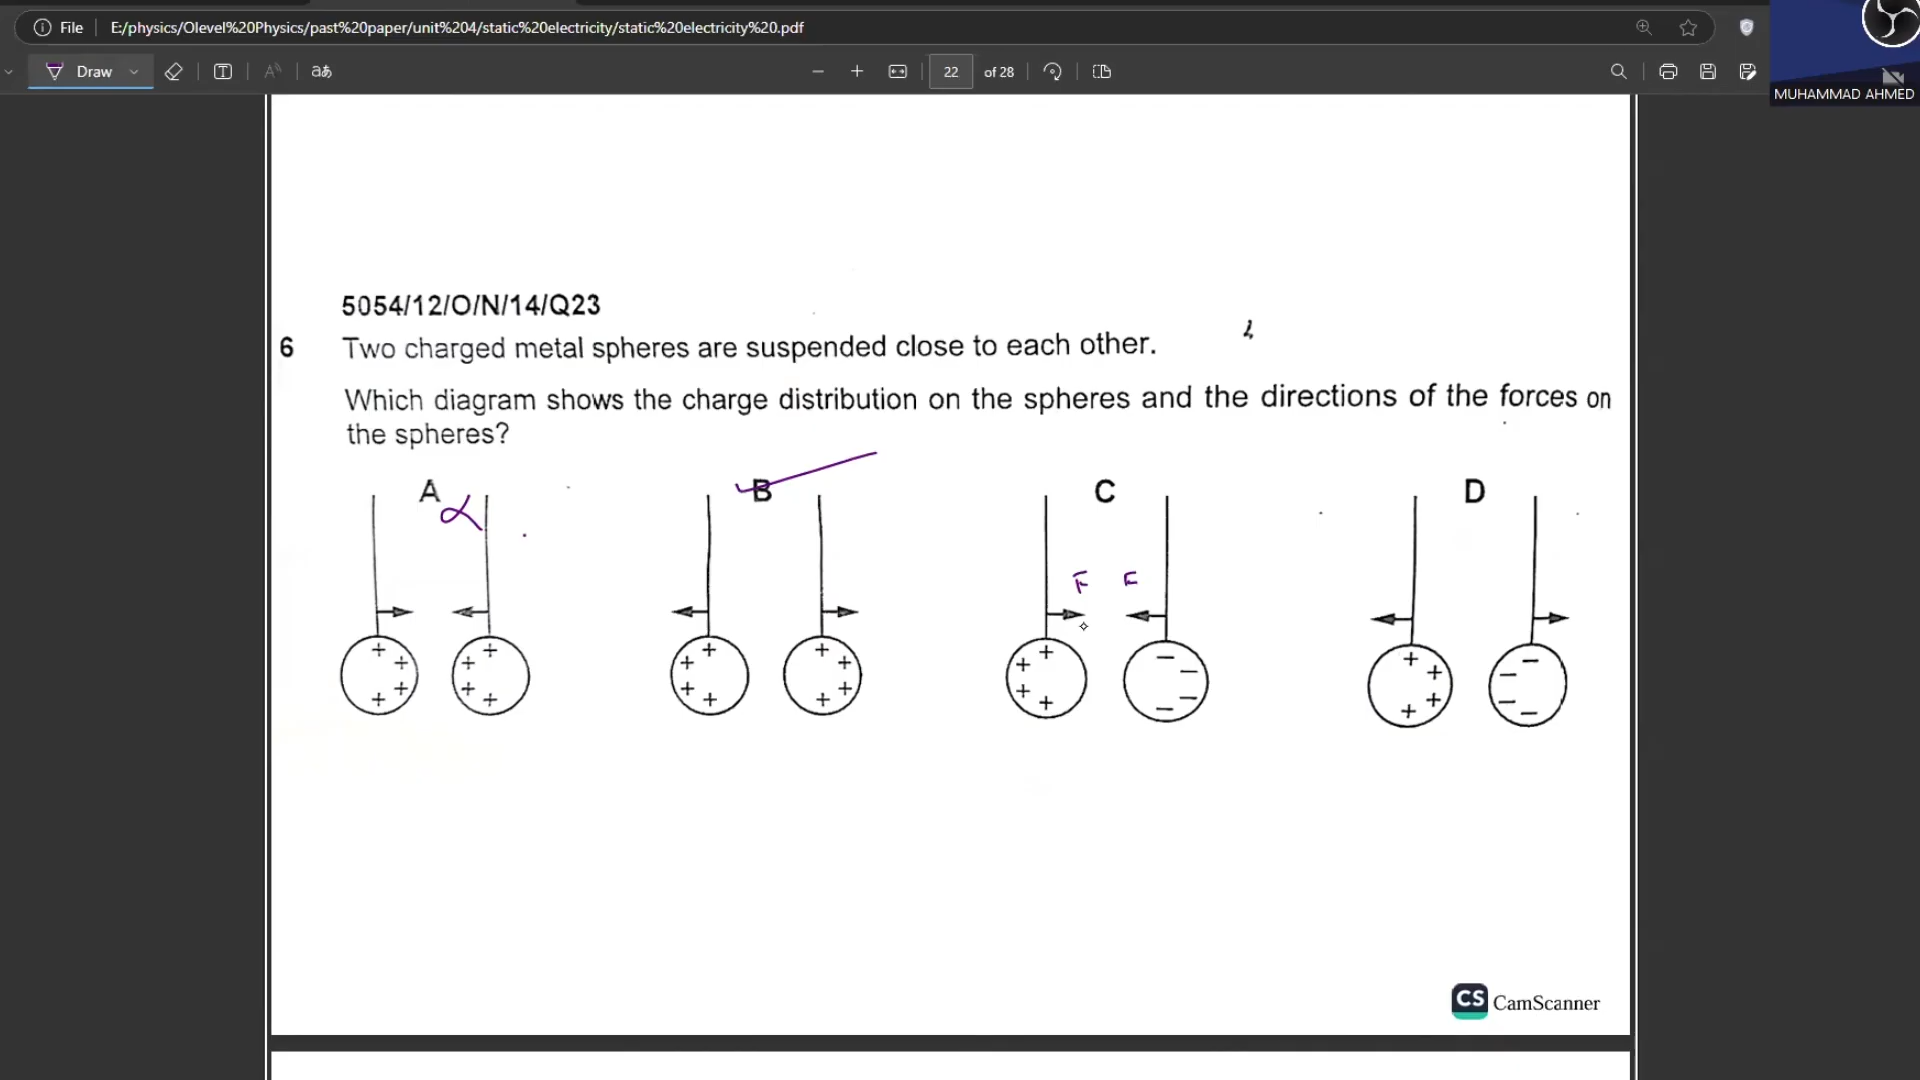 File E:/physics/Olevel%20Physics/past%20paper/unit%204/static%20electricity/static%20electricity%20.pdf
Draw aあ 22 of 28
MUHAMMAD AHMED
5054/12/O/N/14/Q23
6 Two charged metal spheres are suspended close to each other.
Which diagram shows the charge distribution on the spheres and the directions of the forces on
the spheres?
A B C D
F F
+ + + + + + + + + + + + + + + + + + − − − − + + + + − − − −
CS CamScanner